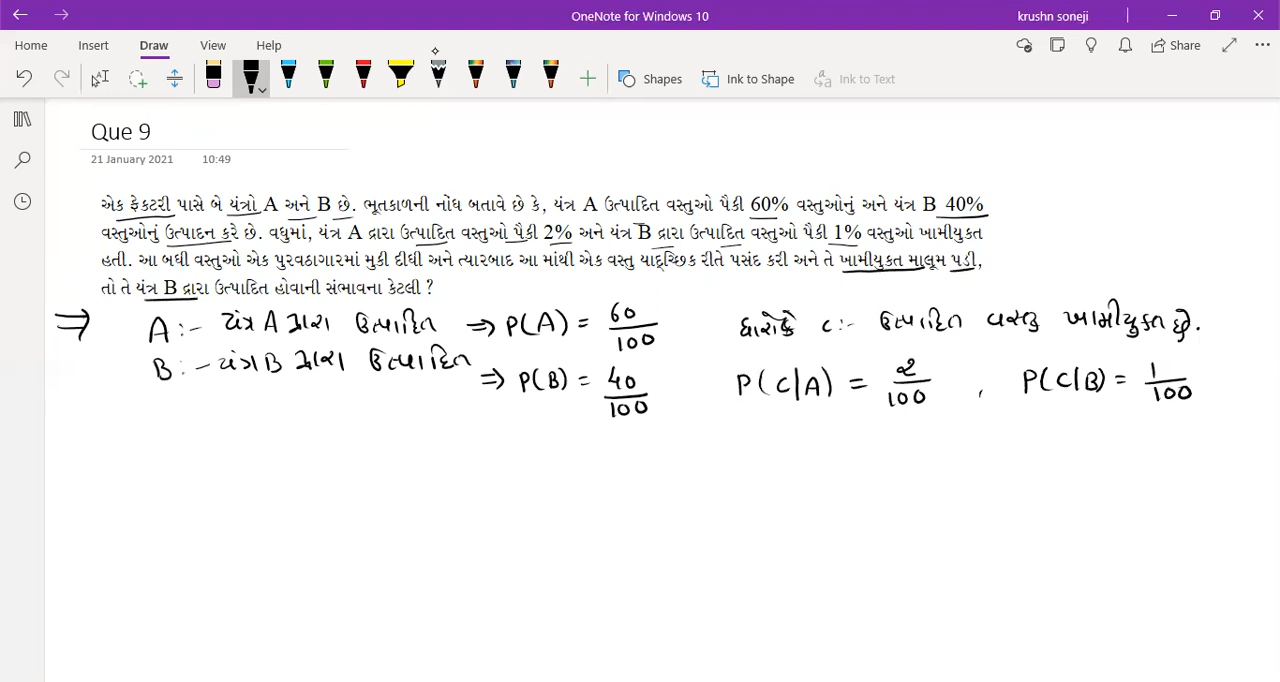 OneNote for Windows 10
krushn soneji
Home Insert Draw View Help
Share
Shapes Ink to Shape Ink to Text
Que 9
21 January 2021 10:49
એક ફેકટરી પાસે બે યંત્રો A અને B છે. ભૂતકાળની નોંધ બતાવે છે કે, યંત્ર A ઉત્પાદિત વસ્તુઓ પૈકી 60% વસ્તુઓનું અને યંત્ર B 40%
વસ્તુઓનું ઉત્પાદન કરે છે. વધુમાં, યંત્ર A દ્રારા ઉત્પાદિત વસ્તુઓ પૈકી 2% અને યંત્ર B દ્રારા ઉત્પાદિત વસ્તુઓ પૈકી 1% વસ્તુઓ ખામીયુક્ત
હતી. આ બધી વસ્તુઓ એક પુરવઠાગારમાં મુકી દીધી અને ત્યારબાદ આ માંથી એક વસ્તુ યાદ્ચ્છિક રીતે પસંદ કરી અને તે ખામીયુક્ત માલૂમ પડી,
તો તે યંત્ર B દ્રારા ઉત્પાદિત હોવાની સંભાવના કેટલી ?
⇒ A :- યંત્ર A દ્વારા ઉત્પાદિત ⇒ P(A) = 60/100
B :- યંત્ર B દ્વારા ઉત્પાદિત ⇒ P(B) = 40/100
ધારોકે C :- ઉત્પાદિત વસ્તુ ખામીયુક્ત છે.
P(C|A) = 2/100 , P(C|B) = 1/100